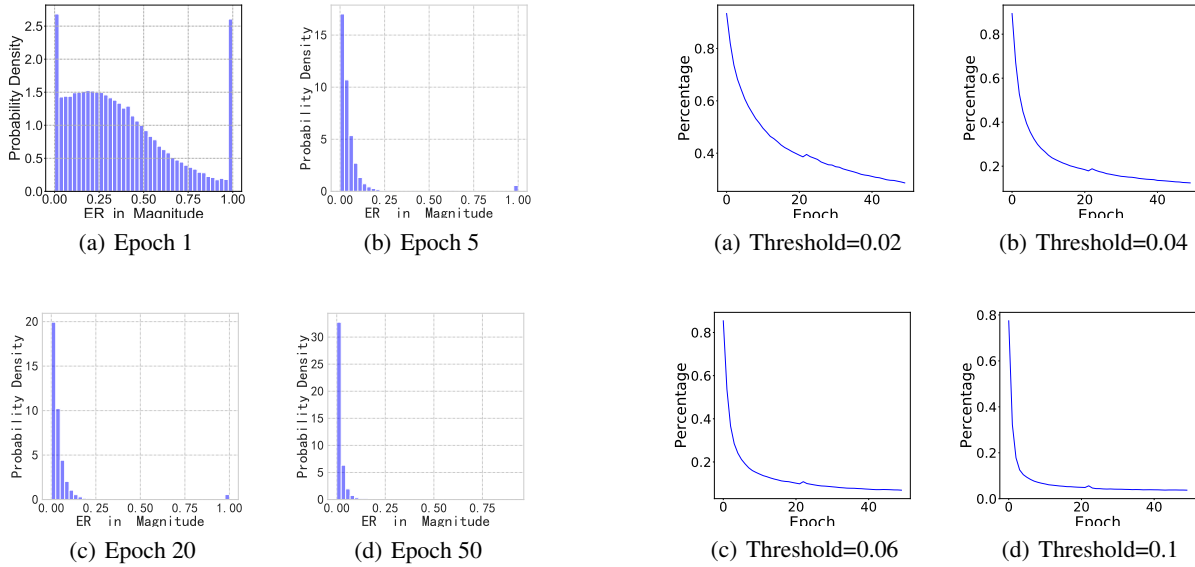 2.5
2.0
1.5
1.0
0.5
0.0
Probability Density
0.00 0.25 0.50 0.75 1.00
ER in Magnitude
(a) Epoch 1
15
10
5
0
Probability Density
0.00 0.25 0.50 0.75 1.00
ER in Magnitude
(b) Epoch 5
0.8
0.6
0.4
Percentage
0 20 40
Epoch
(a) Threshold=0.02
0.8
0.6
0.4
0.2
Percentage
0 20 40
Epoch
(b) Threshold=0.04
20
15
10
5
0
Probability Density
0.00 0.25 0.50 0.75 1.00
ER in Magnitude
(c) Epoch 20
30
25
20
15
10
5
0
Probability Density
0.00 0.25 0.50 0.75
ER in Magnitude
(d) Epoch 50
0.8
0.6
0.4
0.2
Percentage
0 20 40
Epoch
(c) Threshold=0.06
0.8
0.6
0.4
0.2
0.0
Percentage
0 20 40
Epoch
(d) Threshold=0.1